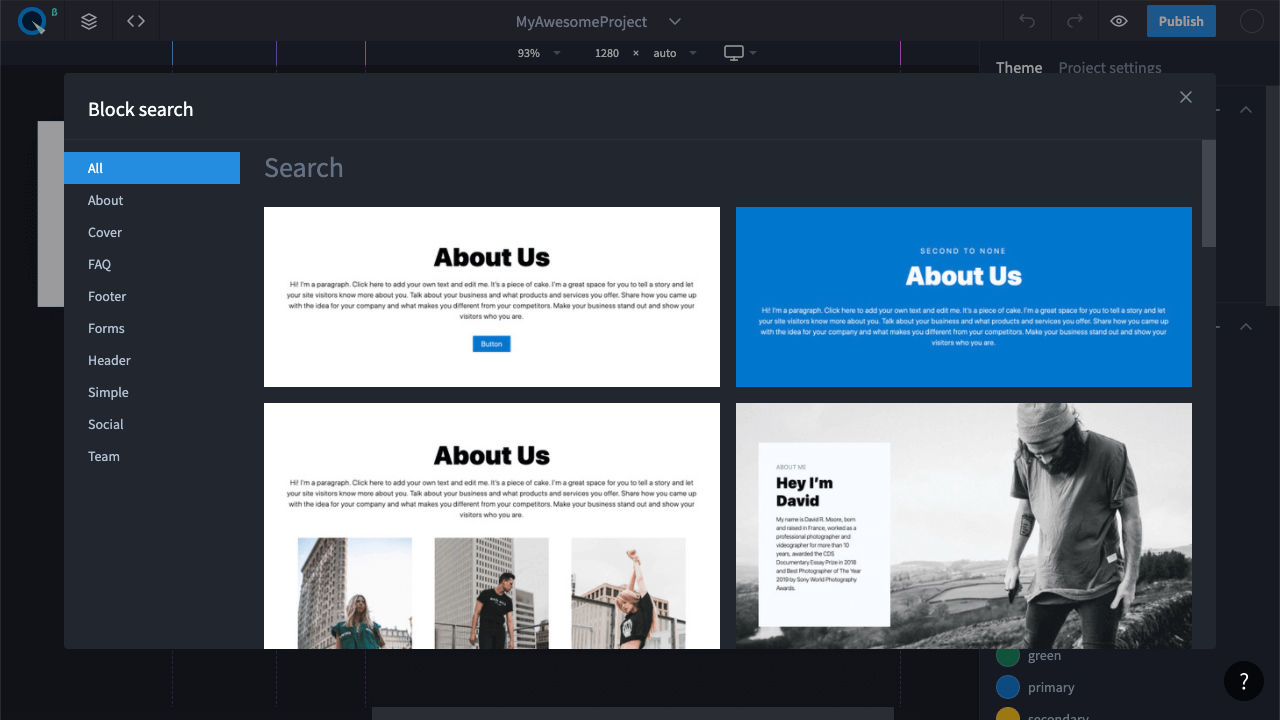 β
MyAwesomeProject
Publish
93%
1280 × auto
Theme Project settings
Block search
All
About
Cover
FAQ
Footer
Forms
Header
Simple
Social
Team
Search
About Us
Hi! I'm a paragraph. Click here to add your own text and edit me. It's a piece of cake. I'm a great space for you to tell a story and let
your site visitors know more about you. Talk about your business and what products and services you offer. Share how you came up
with the idea for your company and what makes you different from your competitors. Make your business stand out and show your
visitors who you are.
Button
SECOND TO NONE
About Us
Hi! I'm a paragraph. Click here to add your own text and edit me. It's a piece of cake. I'm a great space for you to tell a story and let
your site visitors know more about you. Talk about your business and what products and services you offer. Share how you came up
with the idea for your company and what makes you different from your competitors. Make your business stand out and show your
visitors who you are.
About Us
Hi! I'm a paragraph. Click here to add your own text and edit me. It's a piece of cake. I'm a great space for you to tell a story and let
your site visitors know more about you. Talk about your business and what products and services you offer. Share how you came up
with the idea for your company and what makes you different from your competitors. Make your business stand out and show your
visitors who you are.
ABOUT ME
Hey I'm
David
My name is David R. Moore, born
and raised in France, worked as a
professional photographer and
videographer for more than 10
years, awarded the CDS
Documentary Essay Prize in 2018
and Best Photographer of The Year
2019 by Sony World Photography
Awards.
green
primary
secondary
?